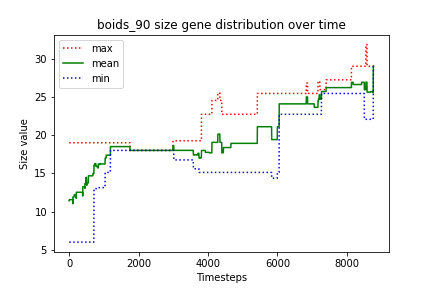 boids_90 size gene distribution over time
max
mean
min
Size value
30
25
20
15
10
5
0 2000 4000 6000 8000
Timesteps